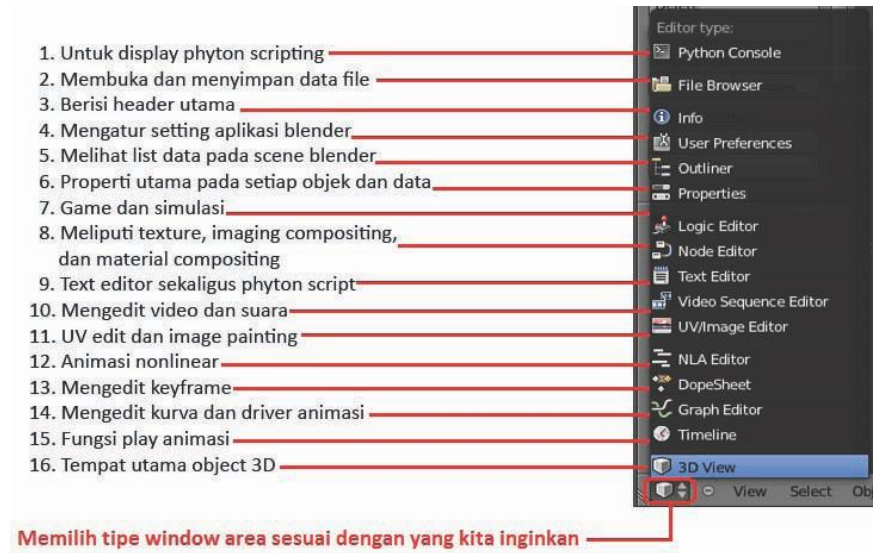 Editor type:
1. Untuk display phyton scripting
Python Console
2. Membuka dan menyimpan data file
File Browser
3. Berisi header utama
Info
4. Mengatur setting aplikasi blender
User Preferences
5. Melihat list data pada scene blender
Outliner
6. Properti utama pada setiap objek dan data
Properties
7. Game dan simulasi
Logic Editor
8. Meliputi texture, imaging compositing,
dan material compositing
Node Editor
9. Text editor sekaligus phyton script
Text Editor
10. Mengedit video dan suara
Video Sequence Editor
11. UV edit dan image painting
UV/Image Editor
12. Animasi nonlinear
NLA Editor
13. Mengedit keyframe
DopeSheet
14. Mengedit kurva dan driver animasi
Graph Editor
15. Fungsi play animasi
Timeline
16. Tempat utama object 3D
3D View
View Select
Memilih tipe window area sesuai dengan yang kita inginkan